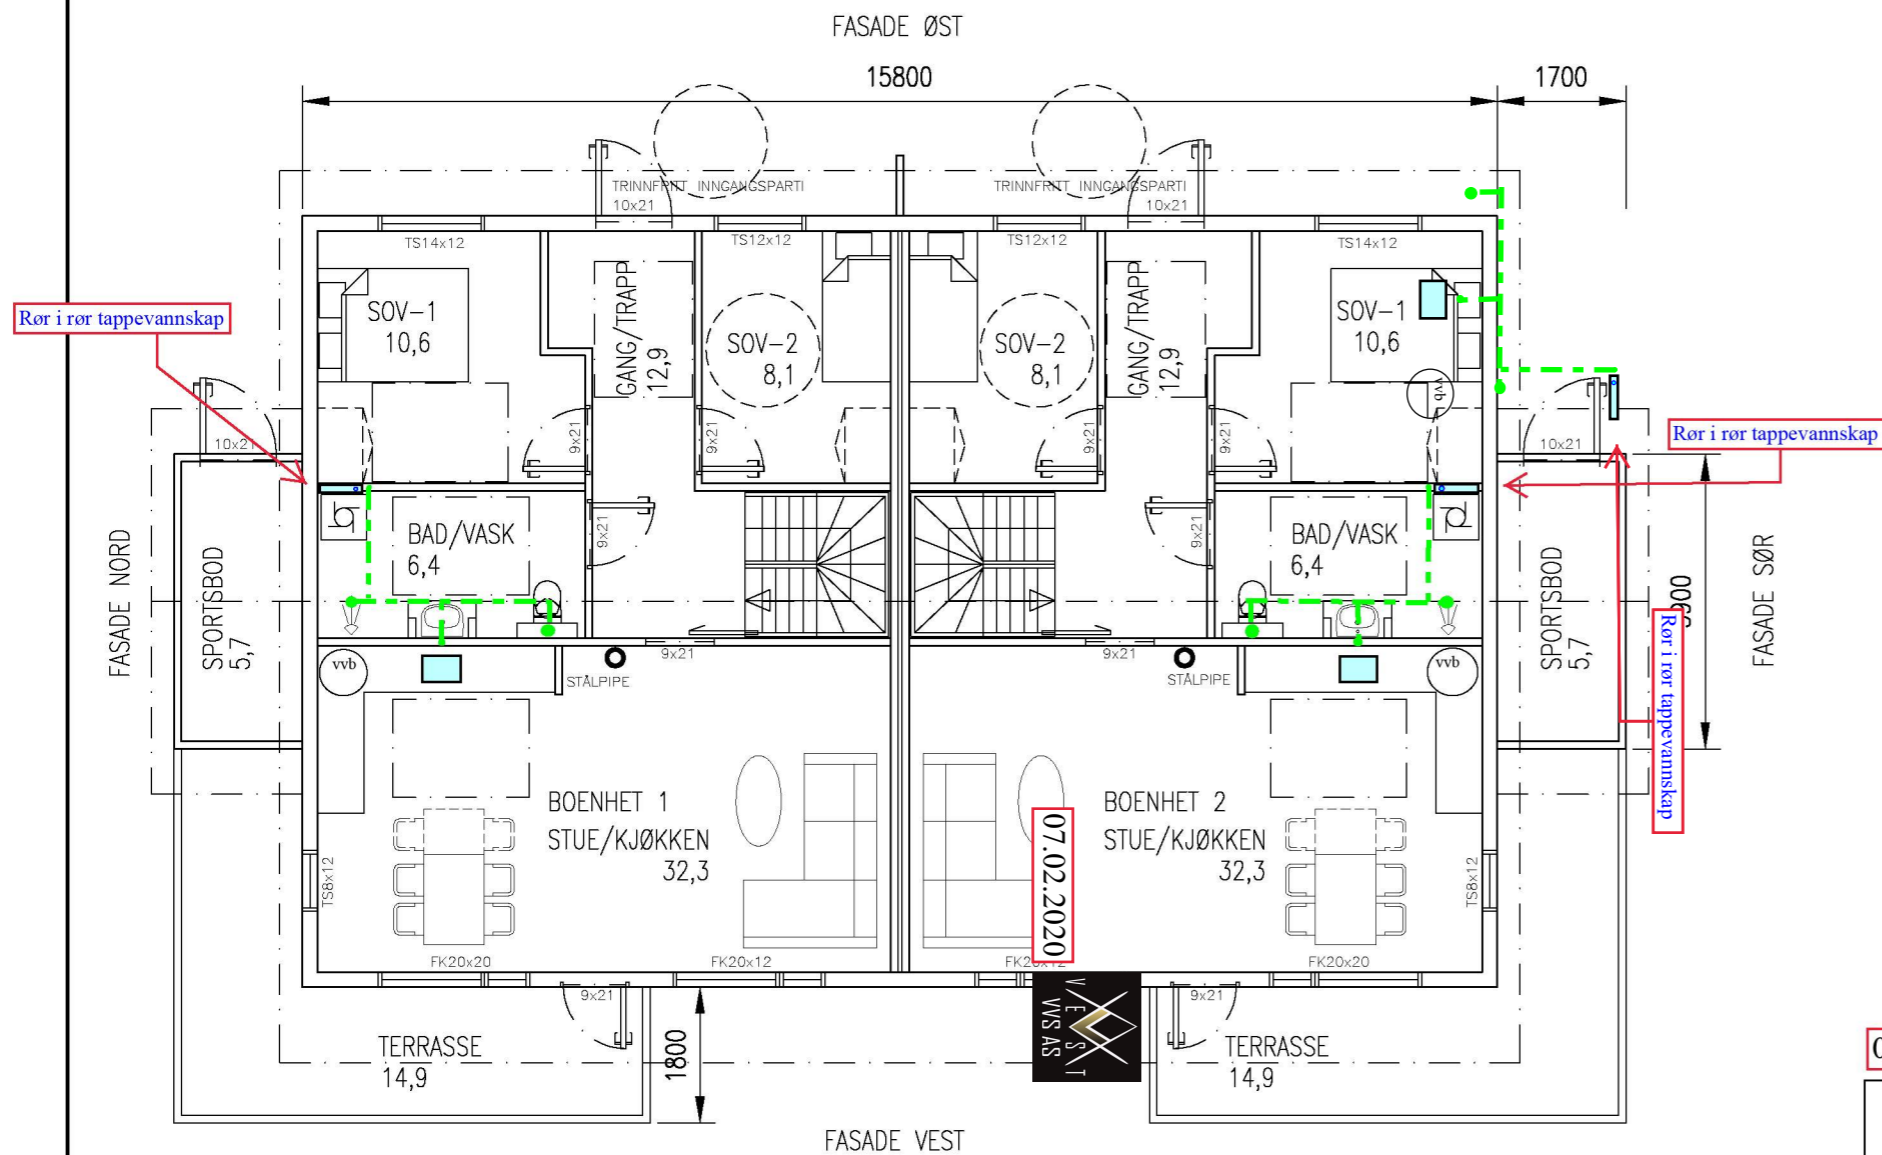 FASADE ØST
15800
1700
TRINNFRITT INNGANGSPARTI
10x21
TRINNFRITT INNGANGSPARTI
10x21
TS14x12
TS12x12
TS12x12
TS14x12
Rør i rør tappevannskap
SOV-1
10,6
GANG/TRAPP
12,9
SOV-2
8,1
SOV-2
8,1
GANG/TRAPP
12,9
SOV-1
10,6
vvb
10x21
9x21
9x21
9x21
9x21
10x21
Rør i rør tappevannskap
FASADE NORD
SPORTSBOD
5,7
BAD/VASK
6,4
9x21
9x21
BAD/VASK
6,4
SPORTSBOD
5,7
FASADE SØR
Rør i rør tappevannskap
vvb
STÅLPIPE
9x21
9x21
STÅLPIPE
vvb
BOENHET 1
STUE/KJØKKEN
32,3
BOENHET 2
STUE/KJØKKEN
32,3
07.02.2020
TS8x12
TS8x12
FK20x20
FK20x12
FK20x20
9x21
9x21
VEST
VVS AS
TERRASSE
14,9
1800
TERRASSE
14,9
FASADE VEST